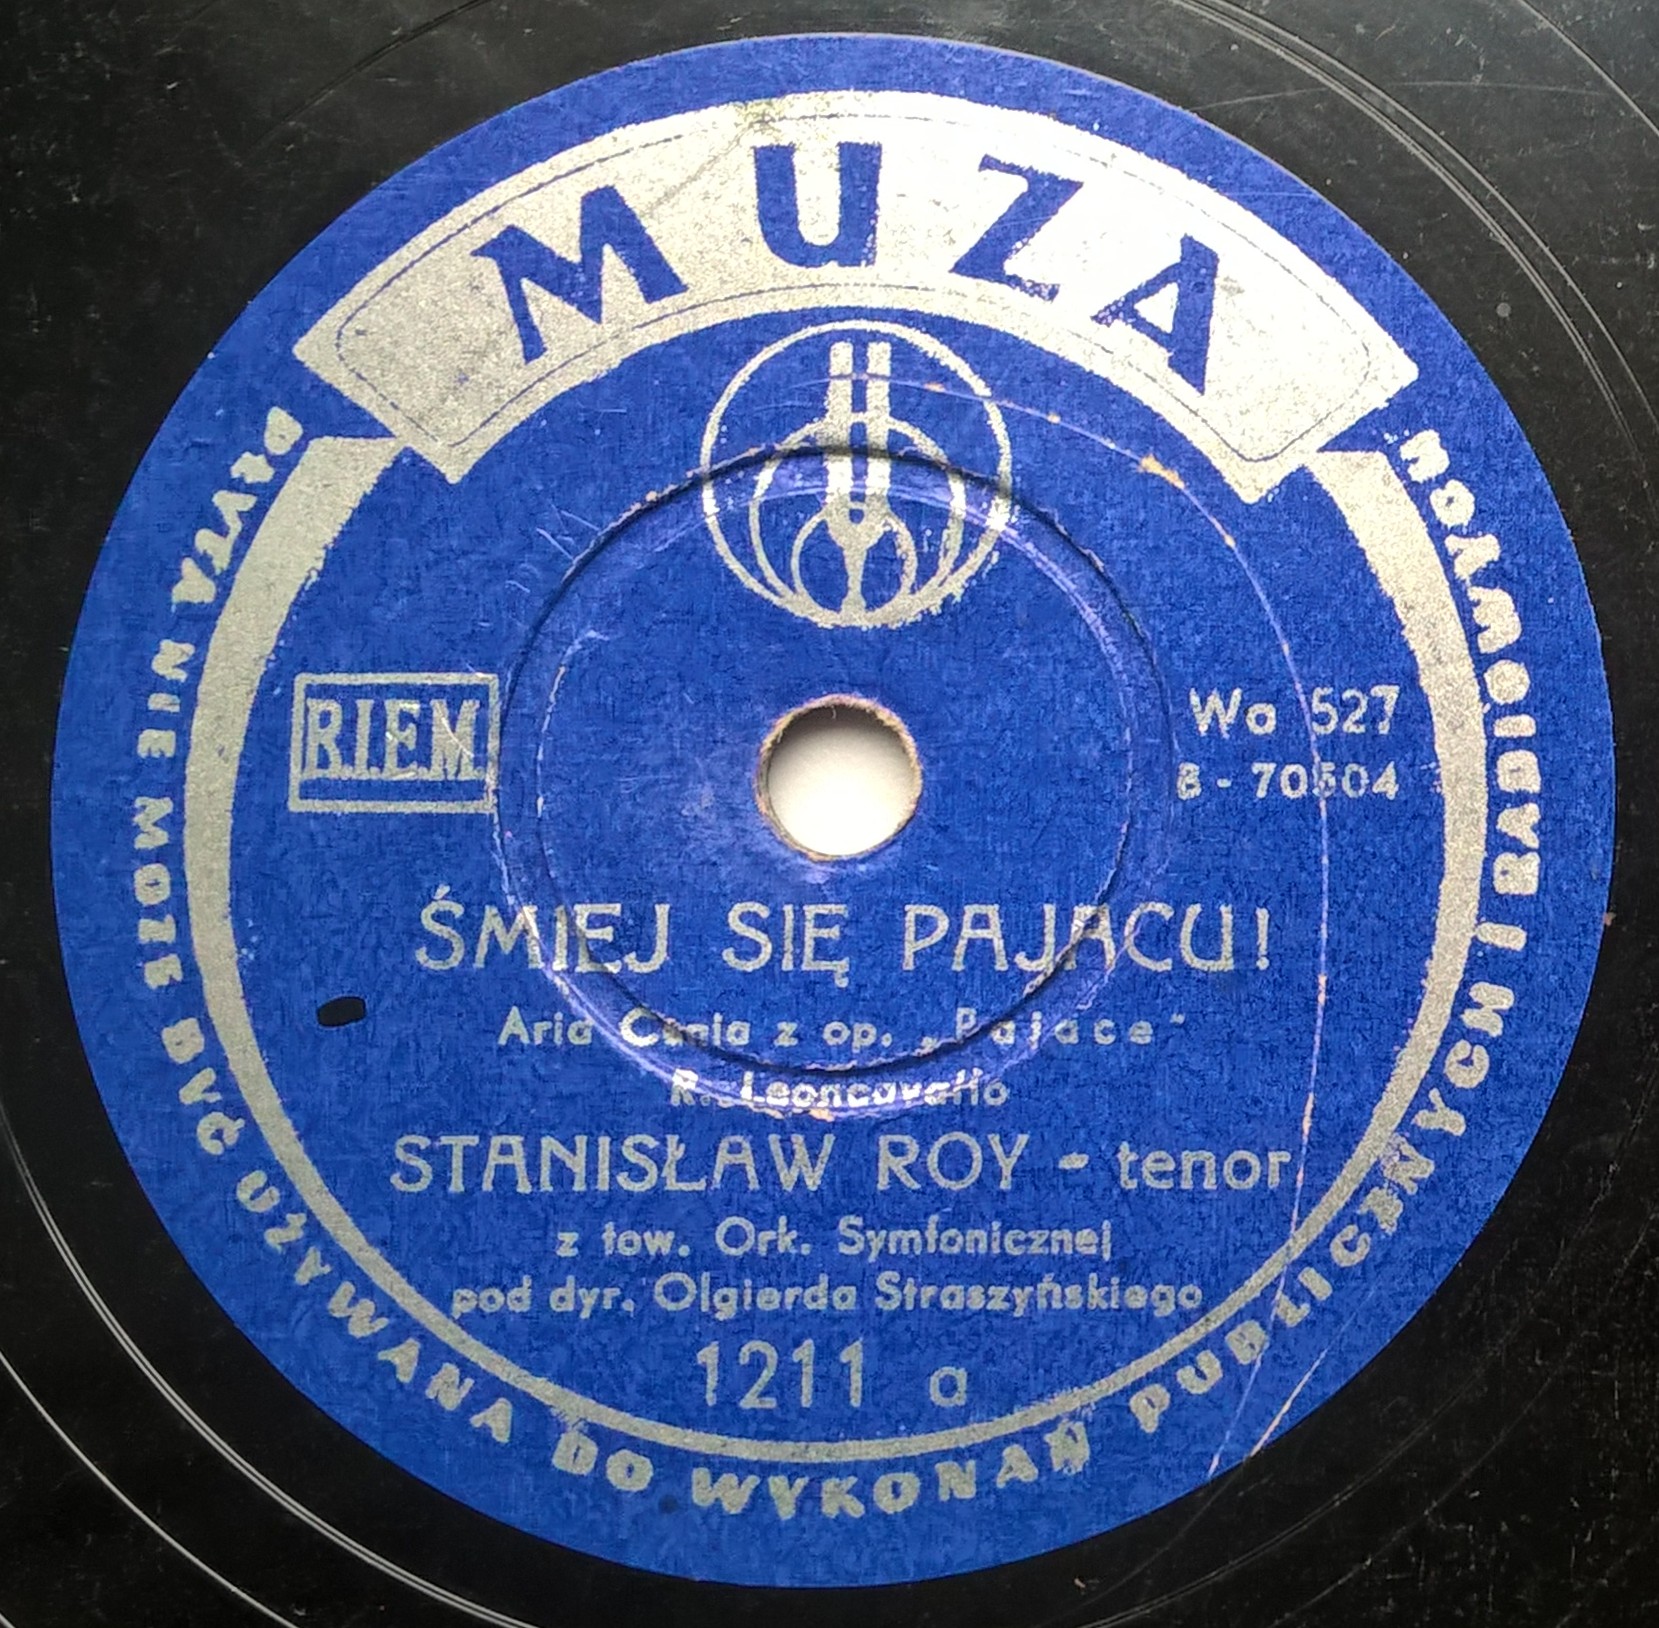 MUZA
B.I.E.M.
Wa 527
B - 70504
ŚMIEJ SIĘ PAJACU!
Aria Cania z op. „Pajace"
R. Leoncavallo
STANISŁAW ROY - tenor
z tow. Ork. Symfonicznej
pod dyr. Olgierda Straszyńskiego
1211 a
PŁYTA NIE MOŻE BYĆ UŻYWANA DO WYKONAŃ PUBLICZNYCH I RADIOWYCH